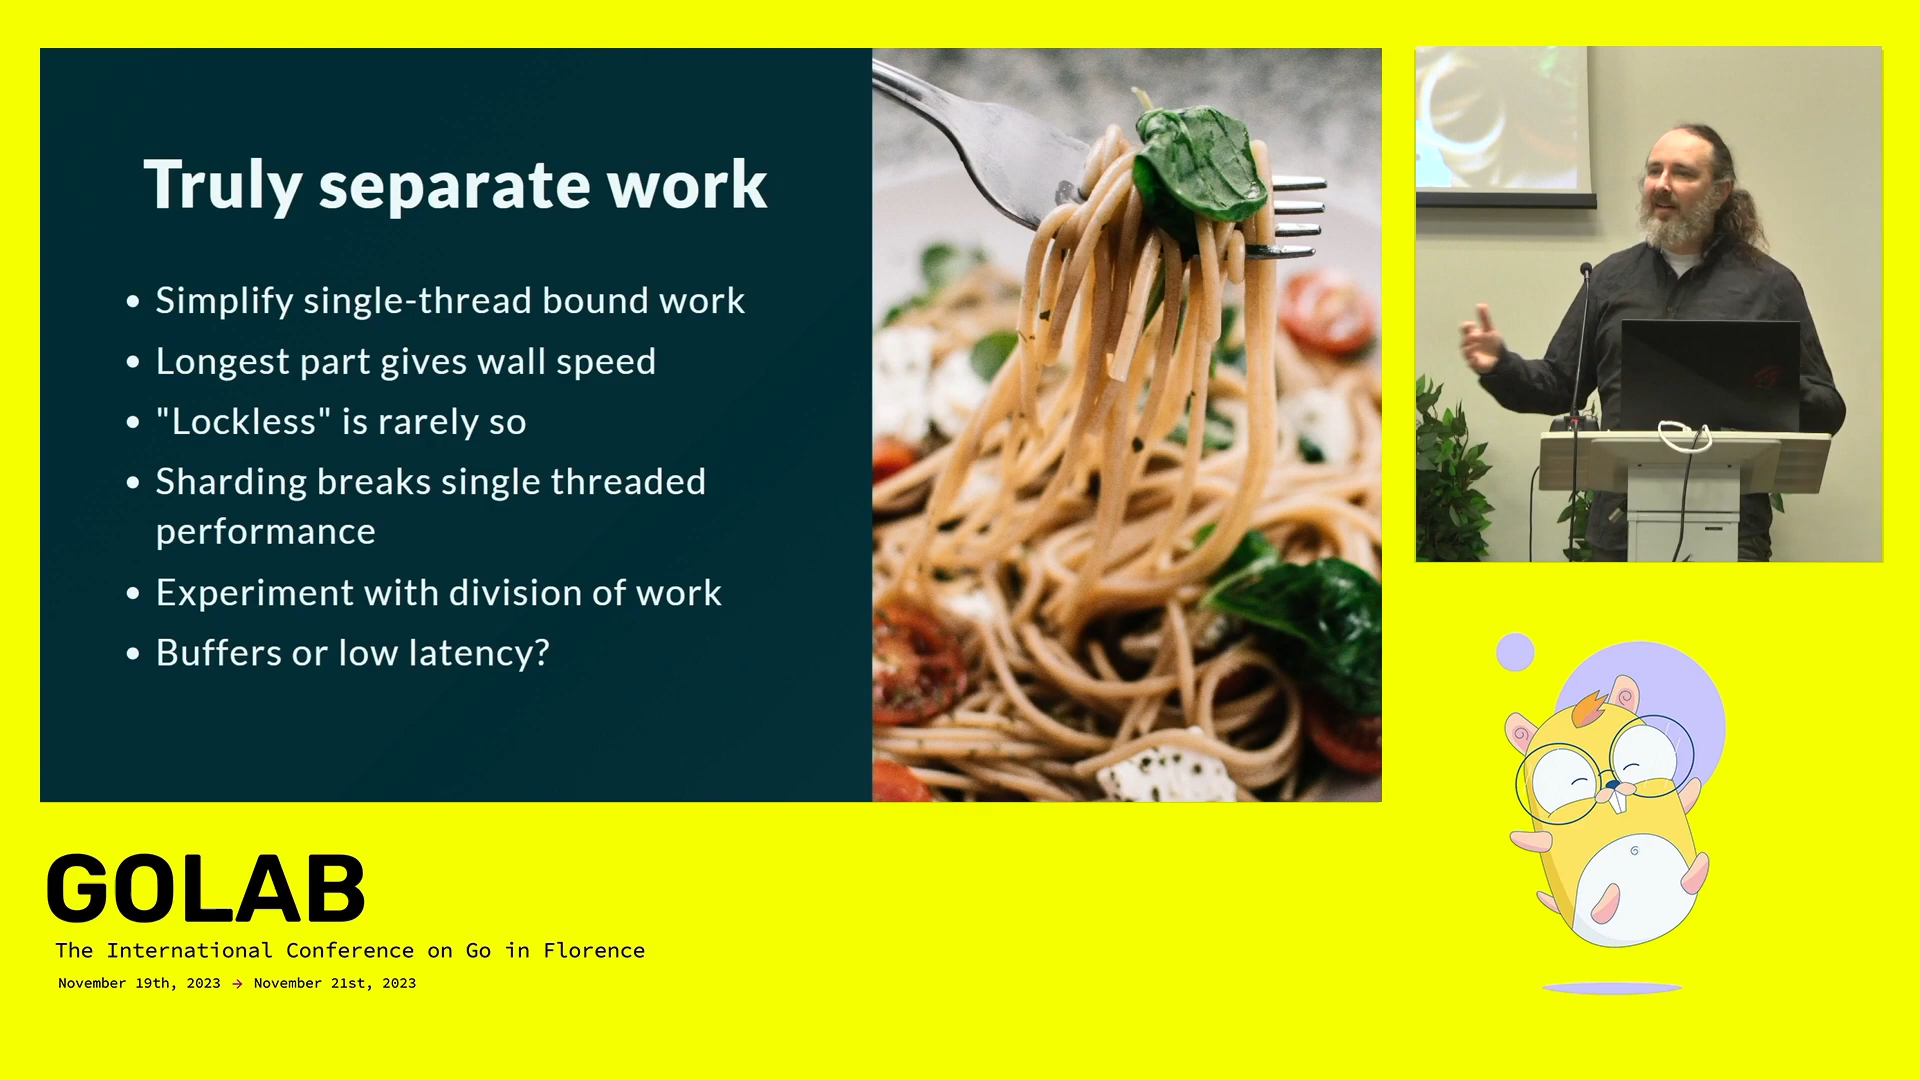 Truly separate work
• Simplify single-thread bound work
• Longest part gives wall speed
• "Lockless" is rarely so
• Sharding breaks single threaded
performance
• Experiment with division of work
• Buffers or low latency?
GOLAB
The International Conference on Go in Florence
November 19th, 2023 → November 21st, 2023